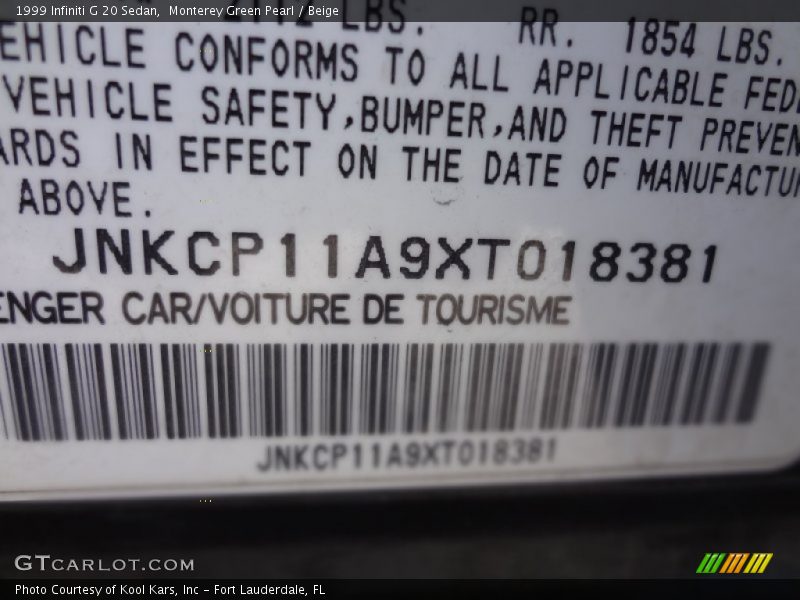 1999 Infiniti G 20 Sedan,  Monterey Green Pearl / Beige
LBS.   RR.   1854 LBS.
EHICLE CONFORMS TO ALL APPLICABLE FED
VEHICLE SAFETY,BUMPER,AND THEFT PREVEN
ARDS IN EFFECT ON THE DATE OF MANUFACTU
ABOVE.
JNKCP11A9XT018381
ENGER CAR/VOITURE DE TOURISME
JNKCP11A9XT018381
GTCARLOT.COM
Photo Courtesy of Kool Kars, Inc – Fort Lauderdale, FL